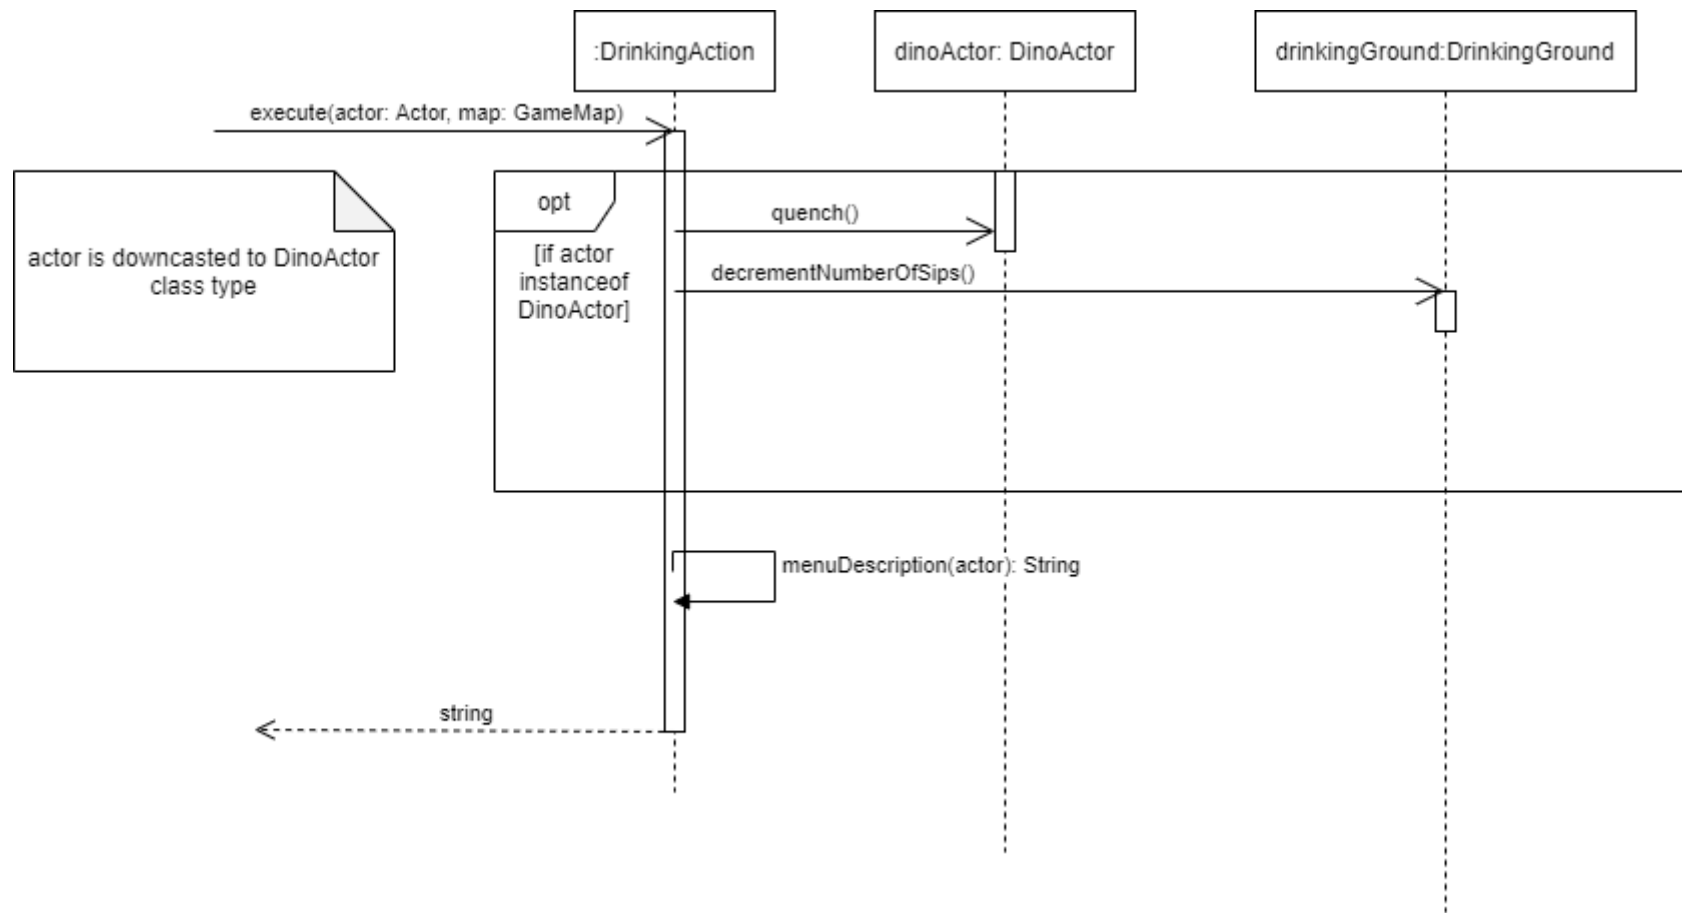 :DrinkingAction
dinoActor: DinoActor
drinkingGround:DrinkingGround
execute(actor: Actor, map: GameMap)
actor is downcasted to DinoActor
class type
opt
[if actor
instanceof
DinoActor]
quench()
decrementNumberOfSips()
menuDescription(actor): String
string